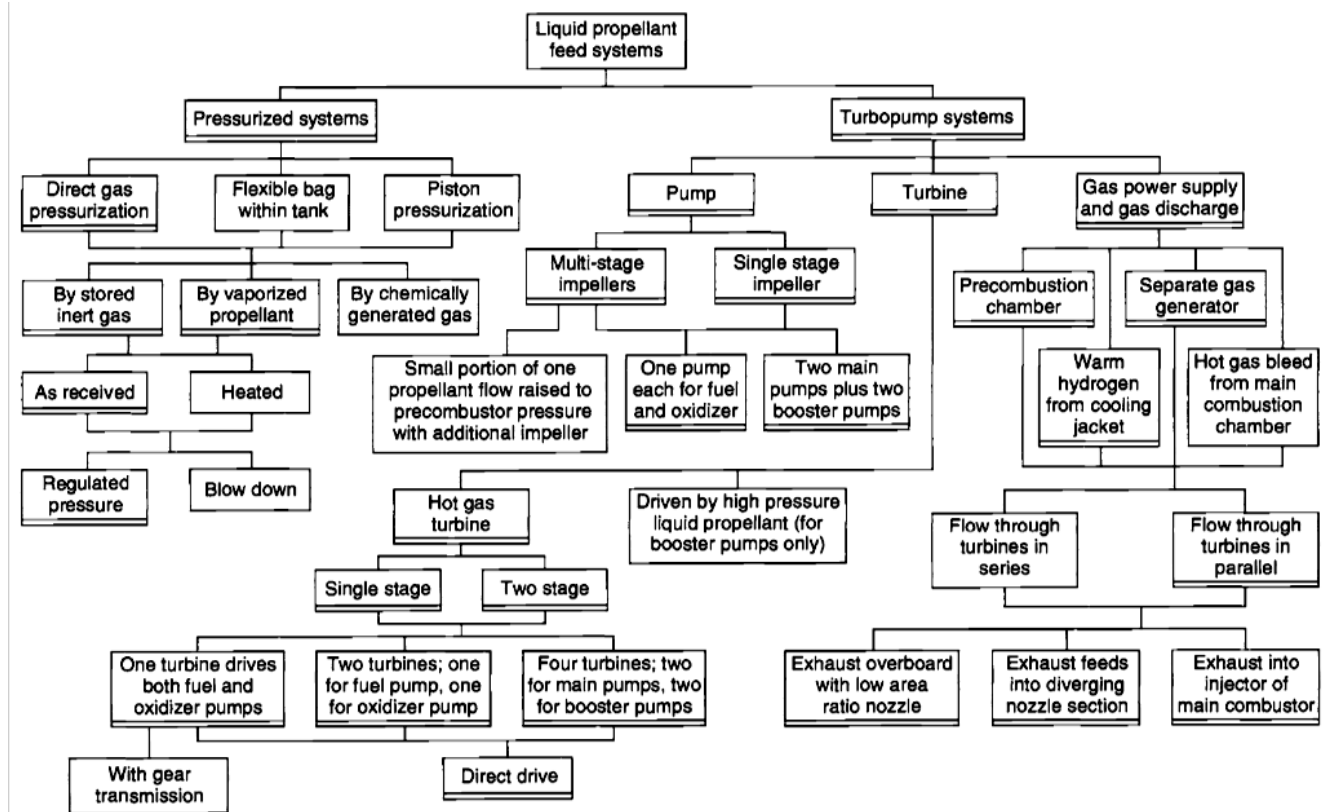 Liquid propellant
feed systems
Pressurized systems
Turbopump systems
Direct gas
pressurization
Flexible bag
within tank
Piston
pressurization
Pump
Turbine
Gas power supply
and gas discharge
By stored
inert gas
By vaporized
propellant
By chemically
generated gas
Multi-stage
impellers
Single stage
impeller
Precombustion
chamber
Separate gas
generator
As received
Heated
Small portion of one
propellant flow raised to
precombustor pressure
with additional impeller
One pump
each for fuel
and oxidizer
Two main
pumps plus two
booster pumps
Warm
hydrogen
from cooling
jacket
Hot gas bleed
from main
combustion
chamber
Regulated
pressure
Blow down
Hot gas
turbine
Driven by high pressure
liquid propellant (for
booster pumps only)
Flow through
turbines in
series
Flow through
turbines in
parallel
Single stage
Two stage
One turbine drives
both fuel and
oxidizer pumps
Two turbines; one
for fuel pump, one
for oxidizer pump
Four turbines; two
for main pumps, two
for booster pumps
Exhaust overboard
with low area
ratio nozzle
Exhaust feeds
into diverging
nozzle section
Exhaust into
injector of
main combustor
With gear
transmission
Direct drive